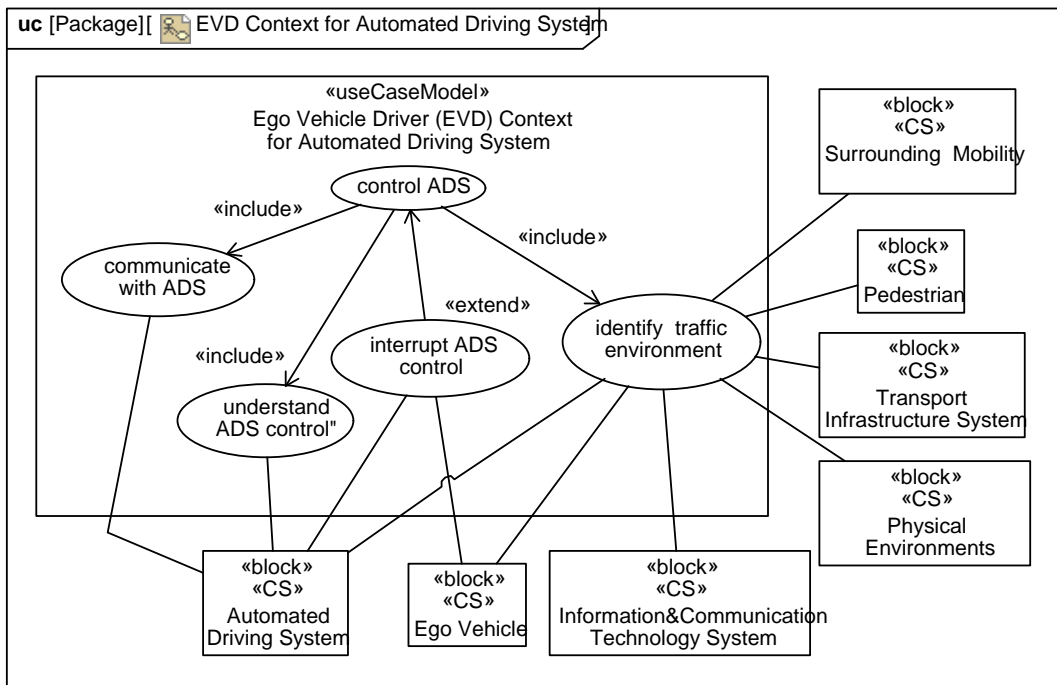 uc [Package] [ EVD Context for Automated Driving System ]
«useCaseModel»
Ego Vehicle Driver (EVD) Context
for Automated Driving System
control ADS
«include»
«include»
communicate
with ADS
«extend»
«include»
interrupt ADS
control
identify traffic
environment
understand
ADS control"
«block»
«CS»
Surrounding Mobility
«block»
«CS»
Pedestrian
«block»
«CS»
Transport
Infrastructure System
«block»
«CS»
Physical
Environments
«block»
«CS»
Automated
Driving System
«block»
«CS»
Ego Vehicle
«block»
«CS»
Information&Communication
Technology System